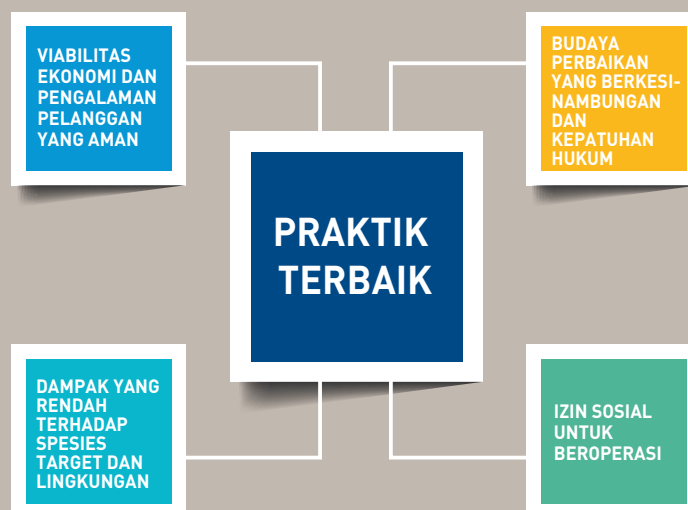 VIABILITAS
EKONOMI DAN
PENGALAMAN
PELANGGAN
YANG AMAN
BUDAYA
PERBAIKAN
YANG BERKESI-
NAMBUNGAN
DAN
KEPATUHAN
HUKUM
PRAKTIK
TERBAIK
DAMPAK YANG
RENDAH
TERHADAP
SPESIES
TARGET DAN
LINGKUNGAN
IZIN SOSIAL
UNTUK
BEROPERASI